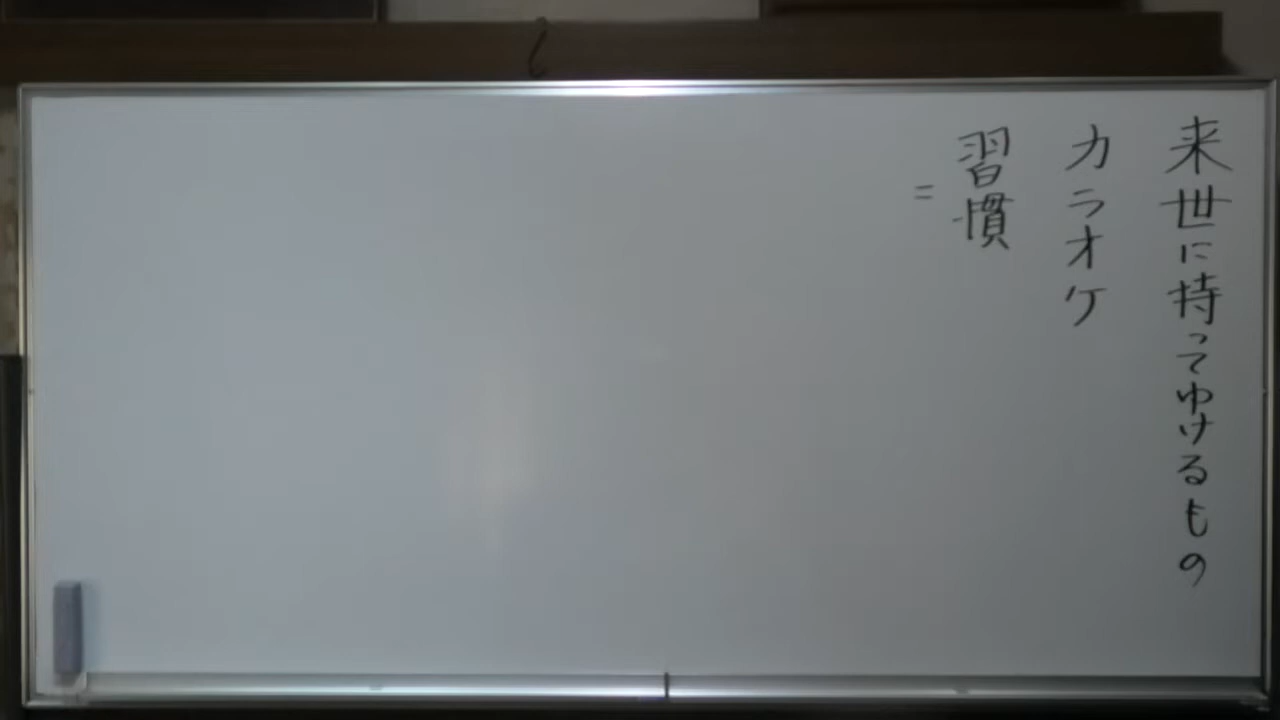 来世に持ってゆけるもの
カラオケ
習慣
=